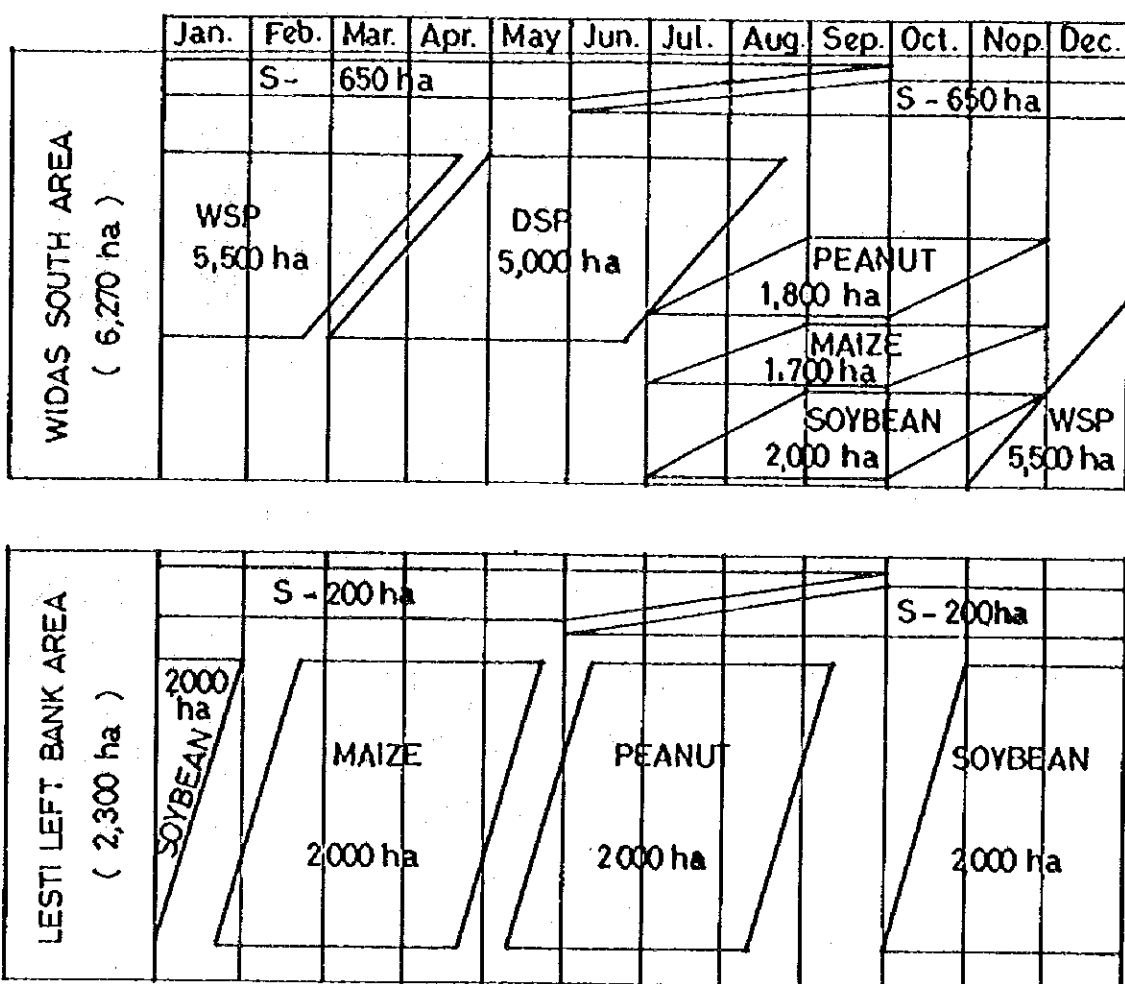 Jan. Feb. Mar. Apr. May Jun. Jul. Aug. Sep. Oct. Nop. Dec.
WIDAS SOUTH AREA
( 6,270 ha )
S - 650 ha
S - 650 ha
WSP
5,500 ha
DSP
5,000 ha
PEANUT
1,800 ha
MAIZE
1,700 ha
SOYBEAN
2,000 ha
WSP
5,500 ha
LESTI LEFT BANK AREA
( 2,300 ha )
S - 200 ha
S - 200 ha
2000
ha
SOYBEAN
MAIZE
2000 ha
PEANUT
2000 ha
SOYBEAN
2000 ha